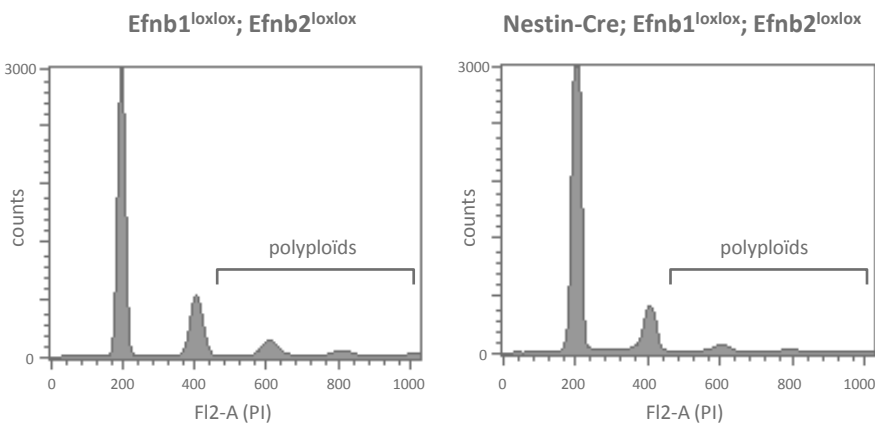 Efnb1loxlox; Efnb2loxlox
3000
counts
polyploïds
0
0 200 400 600 800 1000
Fl2-A (PI)
Nestin-Cre; Efnb1loxlox; Efnb2loxlox
3000
counts
polyploïds
0
0 200 400 600 800 1000
Fl2-A (PI)